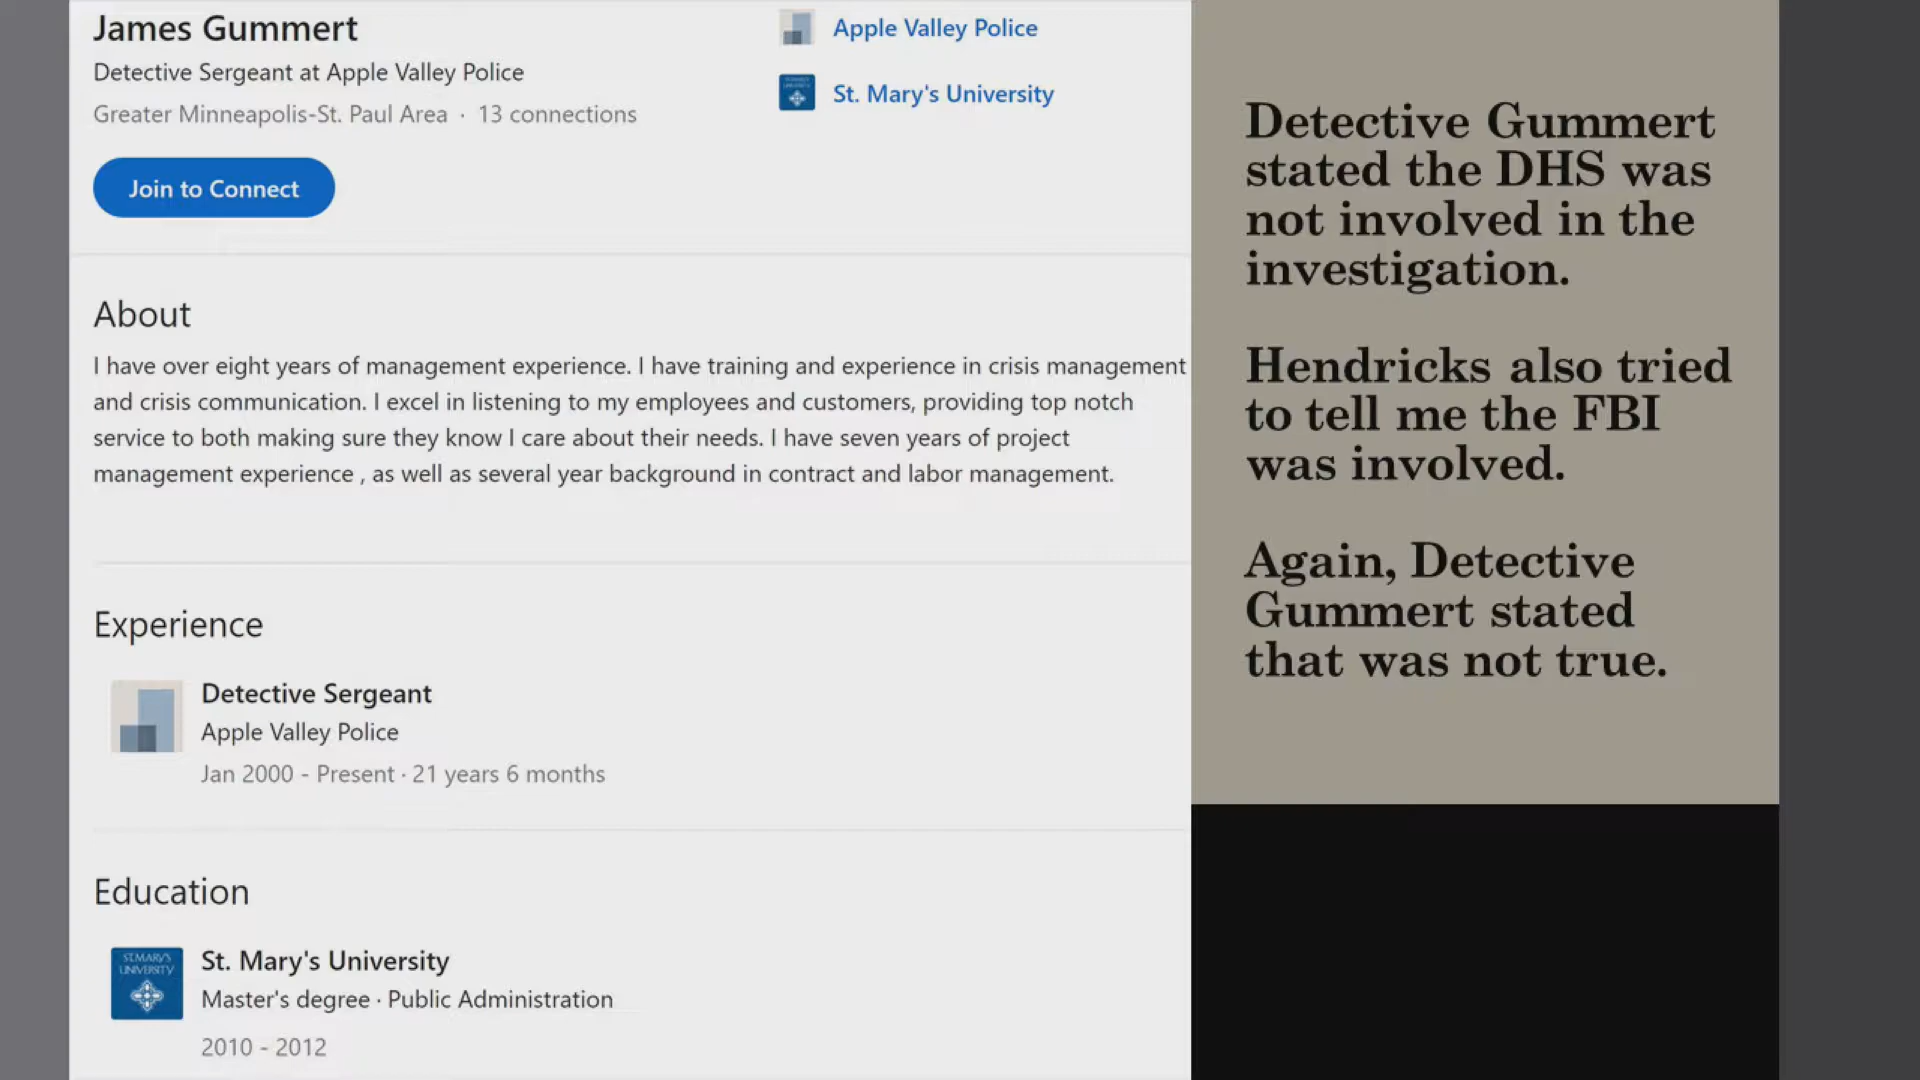 James Gummert
Detective Sergeant at Apple Valley Police
Greater Minneapolis-St. Paul Area · 13 connections
Join to Connect
Apple Valley Police
St. Mary's University
About
I have over eight years of management experience. I have training and experience in crisis management
and crisis communication. I excel in listening to my employees and customers, providing top notch
service to both making sure they know I care about their needs. I have seven years of project
management experience , as well as several year background in contract and labor management.
Experience
Detective Sergeant
Apple Valley Police
Jan 2000 - Present · 21 years 6 months
Education
ST.MARY'S
UNIVERSITY
St. Mary's University
Master's degree · Public Administration
2010 - 2012
Detective Gummert
stated the DHS was
not involved in the
investigation.
Hendricks also tried
to tell me the FBI
was involved.
Again, Detective
Gummert stated
that was not true.